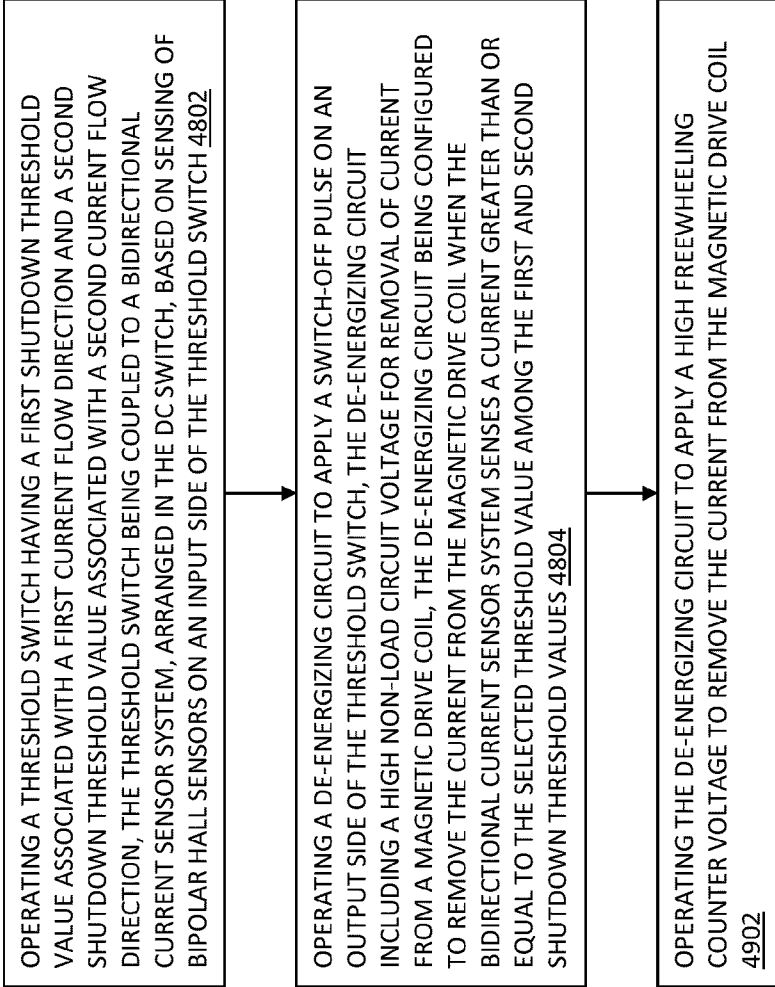 OPERATING A THRESHOLD SWITCH HAVING A FIRST SHUTDOWN THRESHOLD
VALUE ASSOCIATED WITH A FIRST CURRENT FLOW DIRECTION AND A SECOND
SHUTDOWN THRESHOLD VALUE ASSOCIATED WITH A SECOND CURRENT FLOW
DIRECTION, THE THRESHOLD SWITCH BEING COUPLED TO A BIDIRECTIONAL
CURRENT SENSOR SYSTEM, ARRANGED IN THE DC SWITCH, BASED ON SENSING OF
BIPOLAR HALL SENSORS ON AN INPUT SIDE OF THE THRESHOLD SWITCH 4802
OPERATING A DE-ENERGIZING CIRCUIT TO APPLY A SWITCH-OFF PULSE ON AN
OUTPUT SIDE OF THE THRESHOLD SWITCH, THE DE-ENERGIZING CIRCUIT
INCLUDING A HIGH NON-LOAD CIRCUIT VOLTAGE FOR REMOVAL OF CURRENT
FROM A MAGNETIC DRIVE COIL, THE DE-ENERGIZING CIRCUIT BEING CONFIGURED
TO REMOVE THE CURRENT FROM THE MAGNETIC DRIVE COIL WHEN THE
BIDIRECTIONAL CURRENT SENSOR SYSTEM SENSES A CURRENT GREATER THAN OR
EQUAL TO THE SELECTED THRESHOLD VALUE AMONG THE FIRST AND SECOND
SHUTDOWN THRESHOLD VALUES 4804
OPERATING THE DE-ENERGIZING CIRCUIT TO APPLY A HIGH FREEWHEELING
COUNTER VOLTAGE TO REMOVE THE CURRENT FROM THE MAGNETIC DRIVE COIL
4902